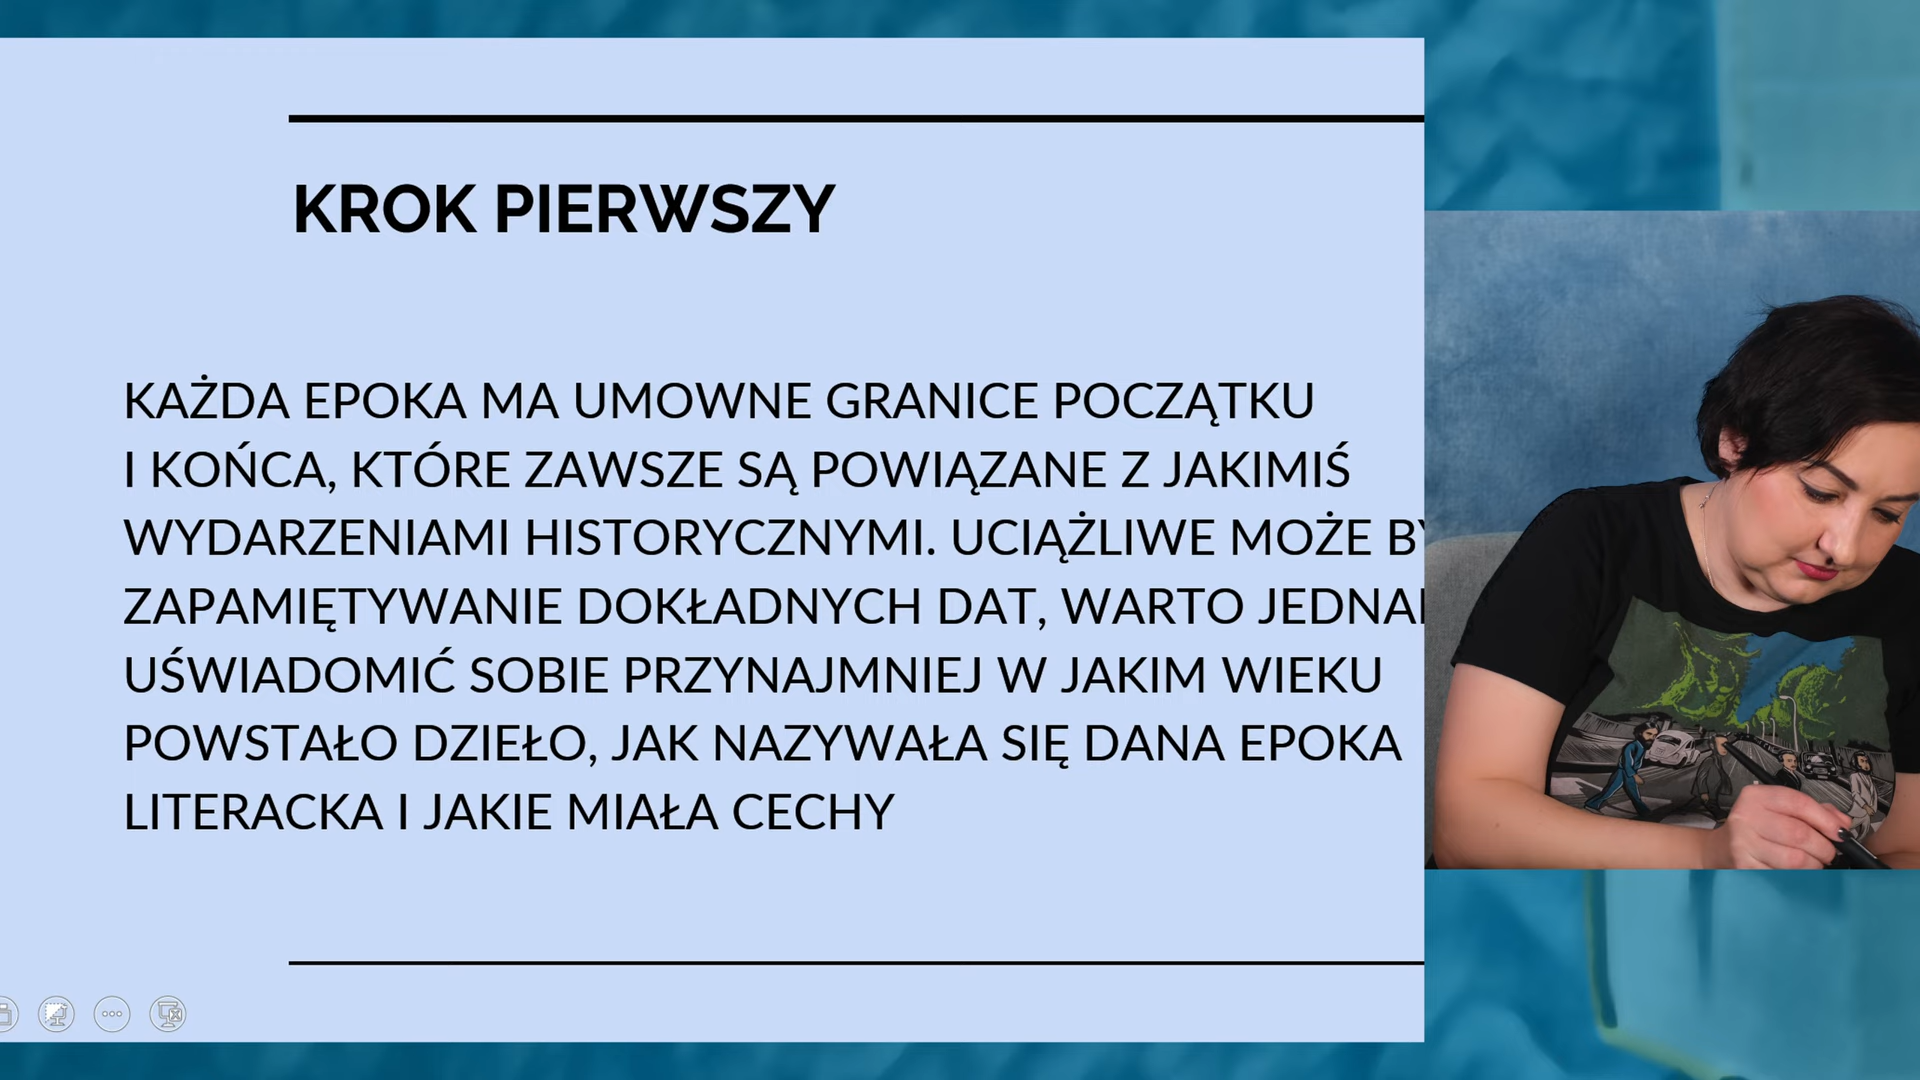 KROK PIERWSZY
KAŻDA EPOKA MA UMOWNE GRANICE POCZĄTKU
I KOŃCA, KTÓRE ZAWSZE SĄ POWIĄZANE Z JAKIMIŚ
WYDARZENIAMI HISTORYCZNYMI. UCIĄŻLIWE MOŻE
ZAPAMIĘTYWANIE DOKŁADNYCH DAT, WARTO
UŚWIADOMIĆ SOBIE PRZYNAJMNIEJ W JAKIM WIEKU
POWSTAŁO DZIEŁO, JAK NAZYWAŁA SIĘ DANA EPOKA
LITERACKA I JAKIE MIAŁA CECHY